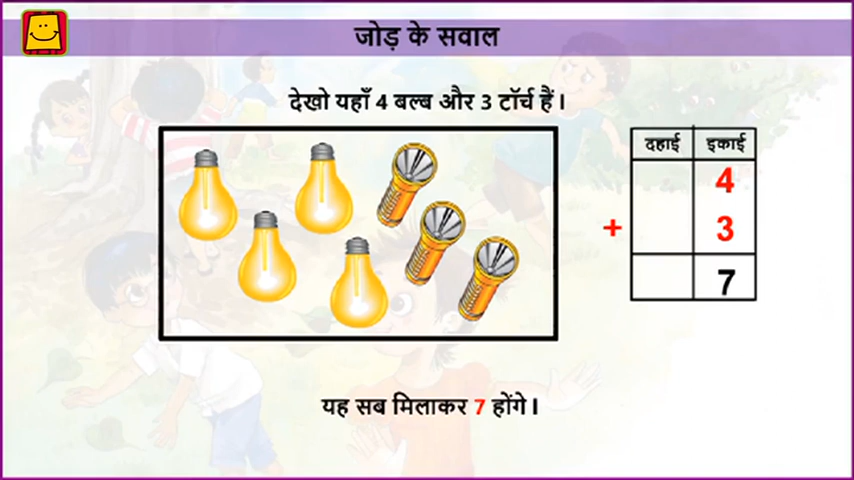 जोड़ के सवाल
देखो यहाँ 4 बल्ब और 3 टॉर्च हैं ।
दहाई इकाई
4
+ 3
7
यह सब मिलाकर 7 होंगे ।